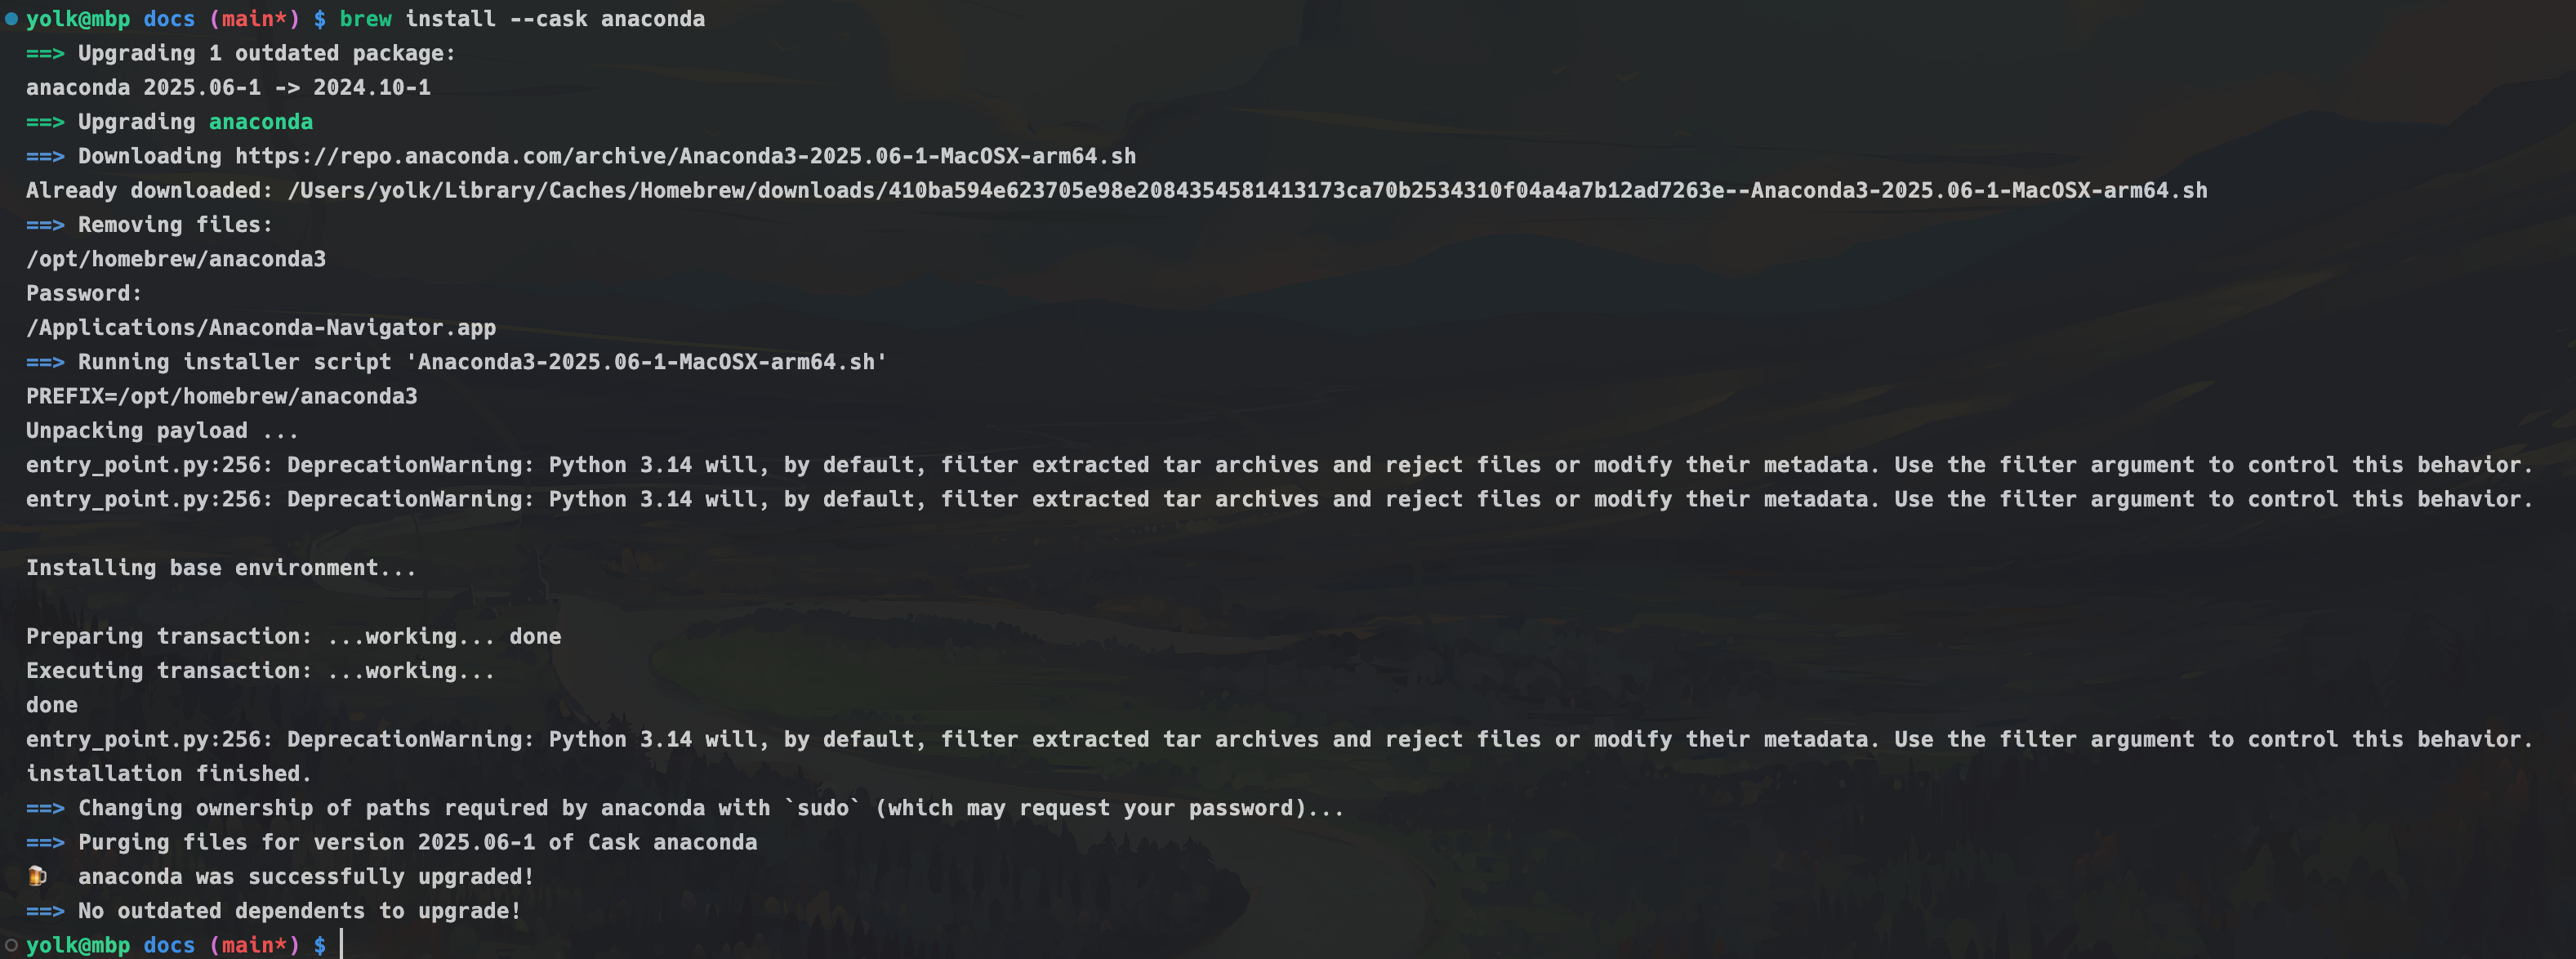 yolk@mbp docs (main*) $ brew install --cask anaconda
==> Upgrading 1 outdated package:
anaconda 2025.06-1 -> 2024.10-1
==> Upgrading anaconda
==> Downloading https://repo.anaconda.com/archive/Anaconda3-2025.06-1-MacOSX-arm64.sh
Already downloaded: /Users/yolk/Library/Caches/Homebrew/downloads/410ba594e623705e98e2084354581413173ca70b2534310f04a4a7b12ad7263e--Anaconda3-2025.06-1-MacOSX-arm64.sh
==> Removing files:
/opt/homebrew/anaconda3
Password:
/Applications/Anaconda-Navigator.app
==> Running installer script 'Anaconda3-2025.06-1-MacOSX-arm64.sh'
PREFIX=/opt/homebrew/anaconda3
Unpacking payload ...
entry_point.py:256: DeprecationWarning: Python 3.14 will, by default, filter extracted tar archives and reject files or modify their metadata. Use the filter argument to control this behavior.
entry_point.py:256: DeprecationWarning: Python 3.14 will, by default, filter extracted tar archives and reject files or modify their metadata. Use the filter argument to control this behavior.
Installing base environment...
Preparing transaction: ...working... done
Executing transaction: ...working...
done
entry_point.py:256: DeprecationWarning: Python 3.14 will, by default, filter extracted tar archives and reject files or modify their metadata. Use the filter argument to control this behavior.
installation finished.
==> Changing ownership of paths required by anaconda with `sudo` (which may request your password)...
==> Purging files for version 2025.06-1 of Cask anaconda
🍺  anaconda was successfully upgraded!
==> No outdated dependents to upgrade!
yolk@mbp docs (main*) $